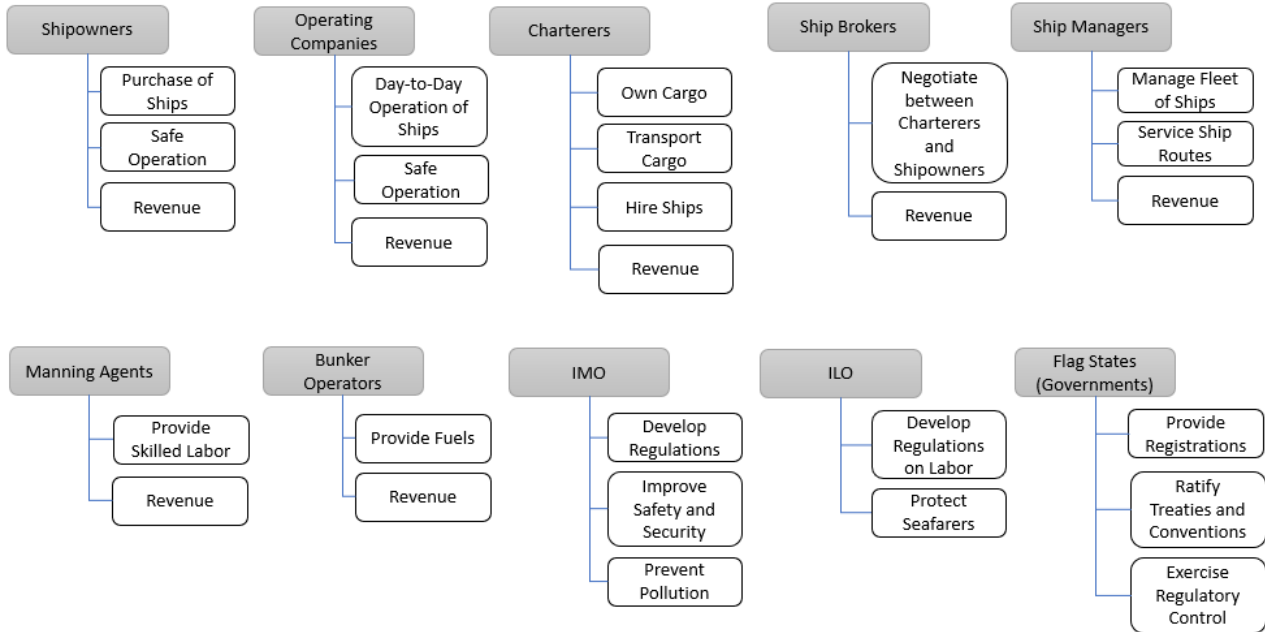 Shipowners
Purchase of
Ships
Safe
Operation
Revenue
Operating
Companies
Day-to-Day
Operation of
Ships
Safe
Operation
Revenue
Charterers
Own Cargo
Transport
Cargo
Hire Ships
Revenue
Ship Brokers
Negotiate
between
Charterers
and
Shipowners
Revenue
Ship Managers
Manage Fleet
of Ships
Service Ship
Routes
Revenue
Manning Agents
Provide
Skilled Labor
Revenue
Bunker
Operators
Provide Fuels
Revenue
IMO
Develop
Regulations
Improve
Safety and
Security
Prevent
Pollution
ILO
Develop
Regulations
on Labor
Protect
Seafarers
Flag States
(Governments)
Provide
Registrations
Ratify
Treaties and
Conventions
Exercise
Regulatory
Control